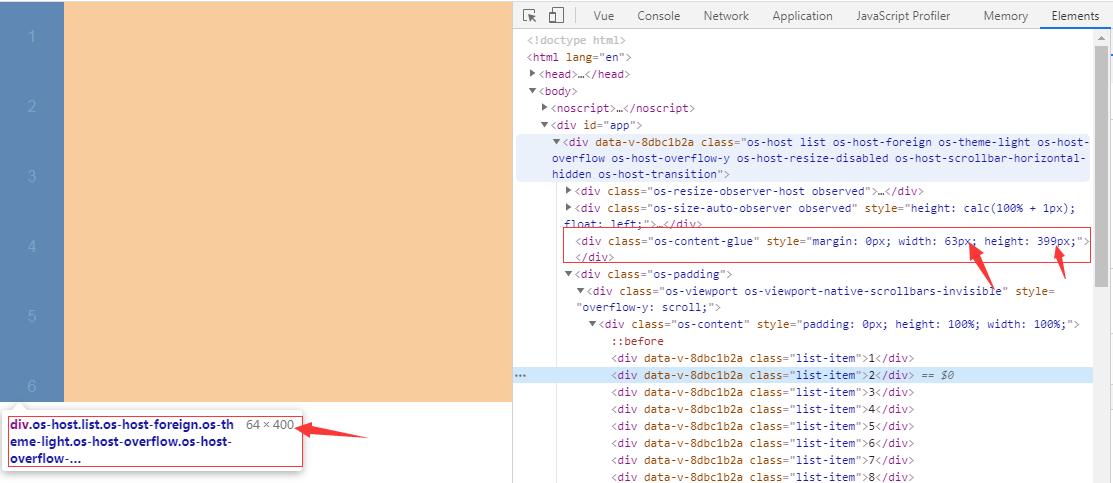 1
2
3
4
5
6
div.os-host.list.os-host-foreign.os-th
eme-light.os-host-overflow.os-host-
overflow-…
64 × 400
Vue Console Network Application JavaScript Profiler Memory Elements
<!doctype html>
<html lang="en">
<head>…</head>
<body>
<noscript>…</noscript>
<div id="app">
<div data-v-8dbc1b2a class="os-host list os-host-foreign os-theme-light os-host-
overflow os-host-overflow-y os-host-resize-disabled os-host-scrollbar-horizontal-
hidden os-host-transition">
<div class="os-resize-observer-host observed">…</div>
<div class="os-size-auto-observer observed" style="height: calc(100% + 1px);
float: left;">…</div>
<div class="os-content-glue" style="margin: 0px; width: 63px; height: 399px;">
</div>
<div class="os-padding">
<div class="os-viewport os-viewport-native-scrollbars-invisible" style=
"overflow-y: scroll;">
<div class="os-content" style="padding: 0px; height: 100%; width: 100%;">
::before
<div data-v-8dbc1b2a class="list-item">1</div>
<div data-v-8dbc1b2a class="list-item">2</div> == $0
<div data-v-8dbc1b2a class="list-item">3</div>
<div data-v-8dbc1b2a class="list-item">4</div>
<div data-v-8dbc1b2a class="list-item">5</div>
<div data-v-8dbc1b2a class="list-item">6</div>
<div data-v-8dbc1b2a class="list-item">7</div>
<div data-v-8dbc1b2a class="list-item">8</div>